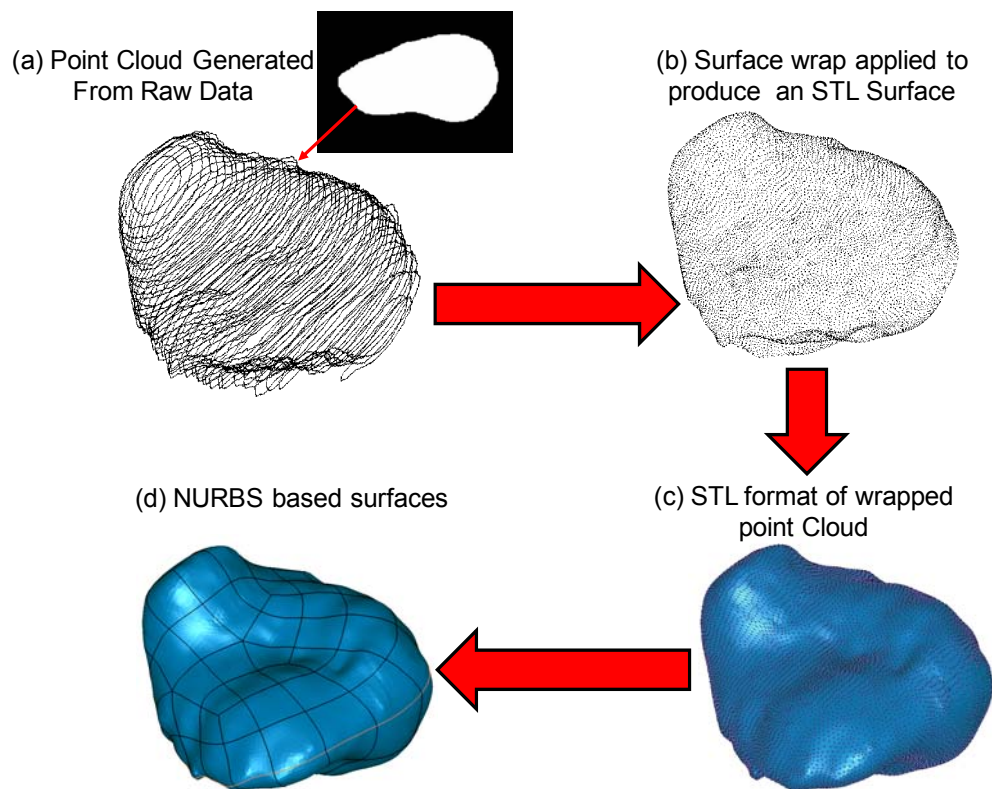 (a) Point Cloud Generated
From Raw Data
(b) Surface wrap applied to
produce an STL Surface
(c) STL format of wrapped
point Cloud
(d) NURBS based surfaces